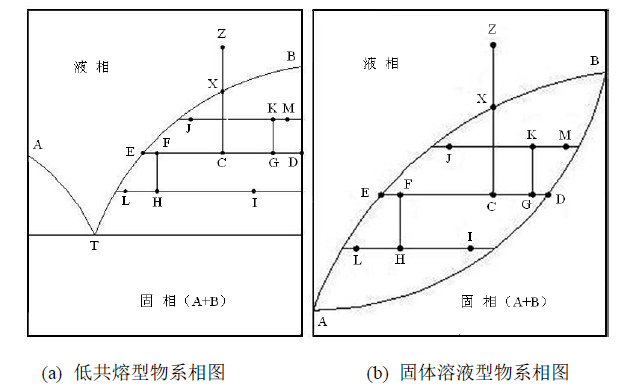 Z
B
液 相
X
K M
J
A
E F
C G D
L H I
T
固 相（A+B）
(a) 低共熔型物系相图
Z
B
液 相
X
K M
J
E F
C G D
I
L H
固 相（A+B）
A
(b) 固体溶液型物系相图